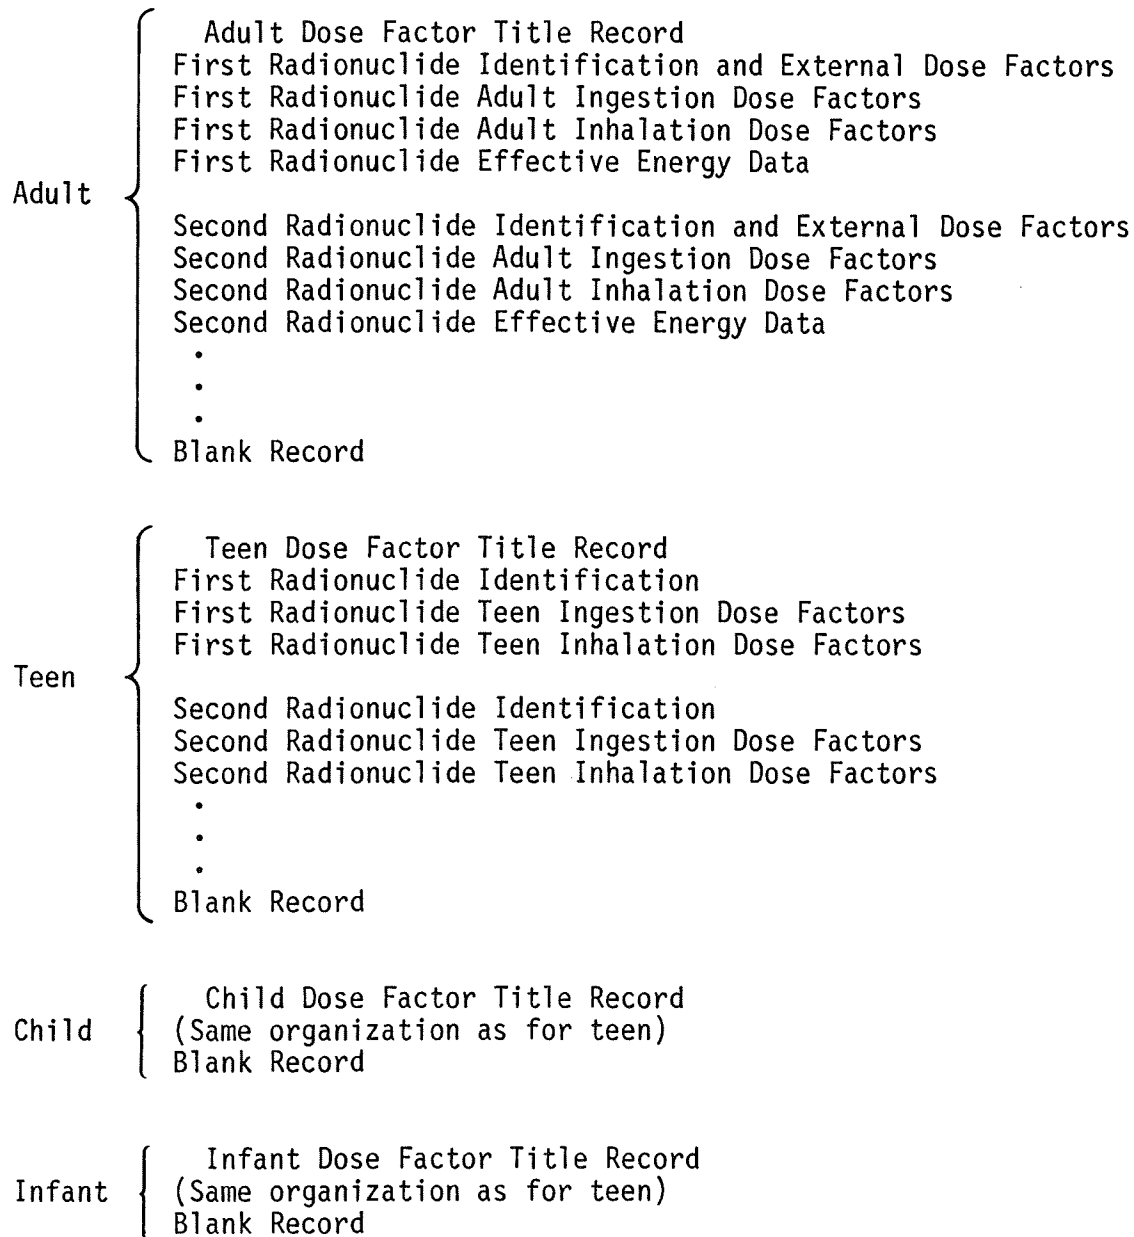 Adult Dose Factor Title Record
First Radionuclide Identification and External Dose Factors
First Radionuclide Adult Ingestion Dose Factors
First Radionuclide Adult Inhalation Dose Factors
First Radionuclide Effective Energy Data
Adult
Second Radionuclide Identification and External Dose Factors
Second Radionuclide Adult Ingestion Dose Factors
Second Radionuclide Adult Inhalation Dose Factors
Second Radionuclide Effective Energy Data
.
.
.
Blank Record
Teen Dose Factor Title Record
First Radionuclide Identification
First Radionuclide Teen Ingestion Dose Factors
First Radionuclide Teen Inhalation Dose Factors
Teen
Second Radionuclide Identification
Second Radionuclide Teen Ingestion Dose Factors
Second Radionuclide Teen Inhalation Dose Factors
.
.
.
Blank Record
Child Dose Factor Title Record
Child (Same organization as for teen)
Blank Record
Infant Dose Factor Title Record
Infant (Same organization as for teen)
Blank Record